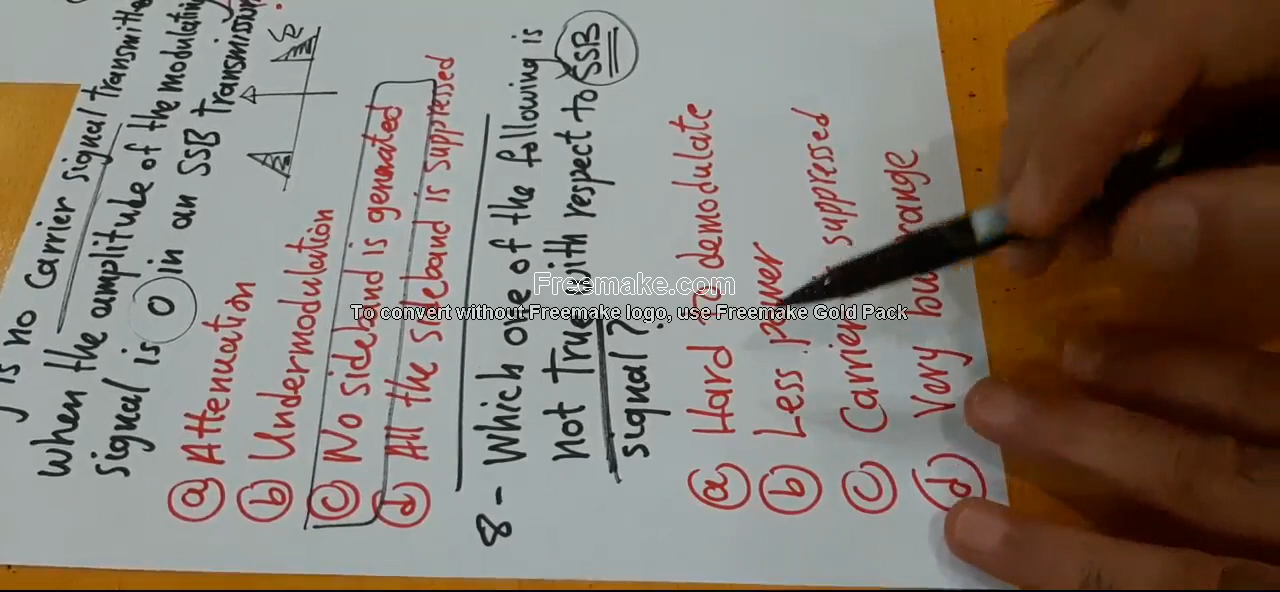 is no carrier signal transmitte
When the amplitube of the modulating
signal is 0 in an SSB transmission
a Attenuation
b Undermodulation
c No sideband is generated
d All the sideband is suppressed
8- Which one of the following is
not True with respect to SSB
signal?
a Hard To demodulate
b Less power
c Carrier suppressed
d Very range
Freemake.com
To convert without Freemake logo, use Freemake Gold Pack